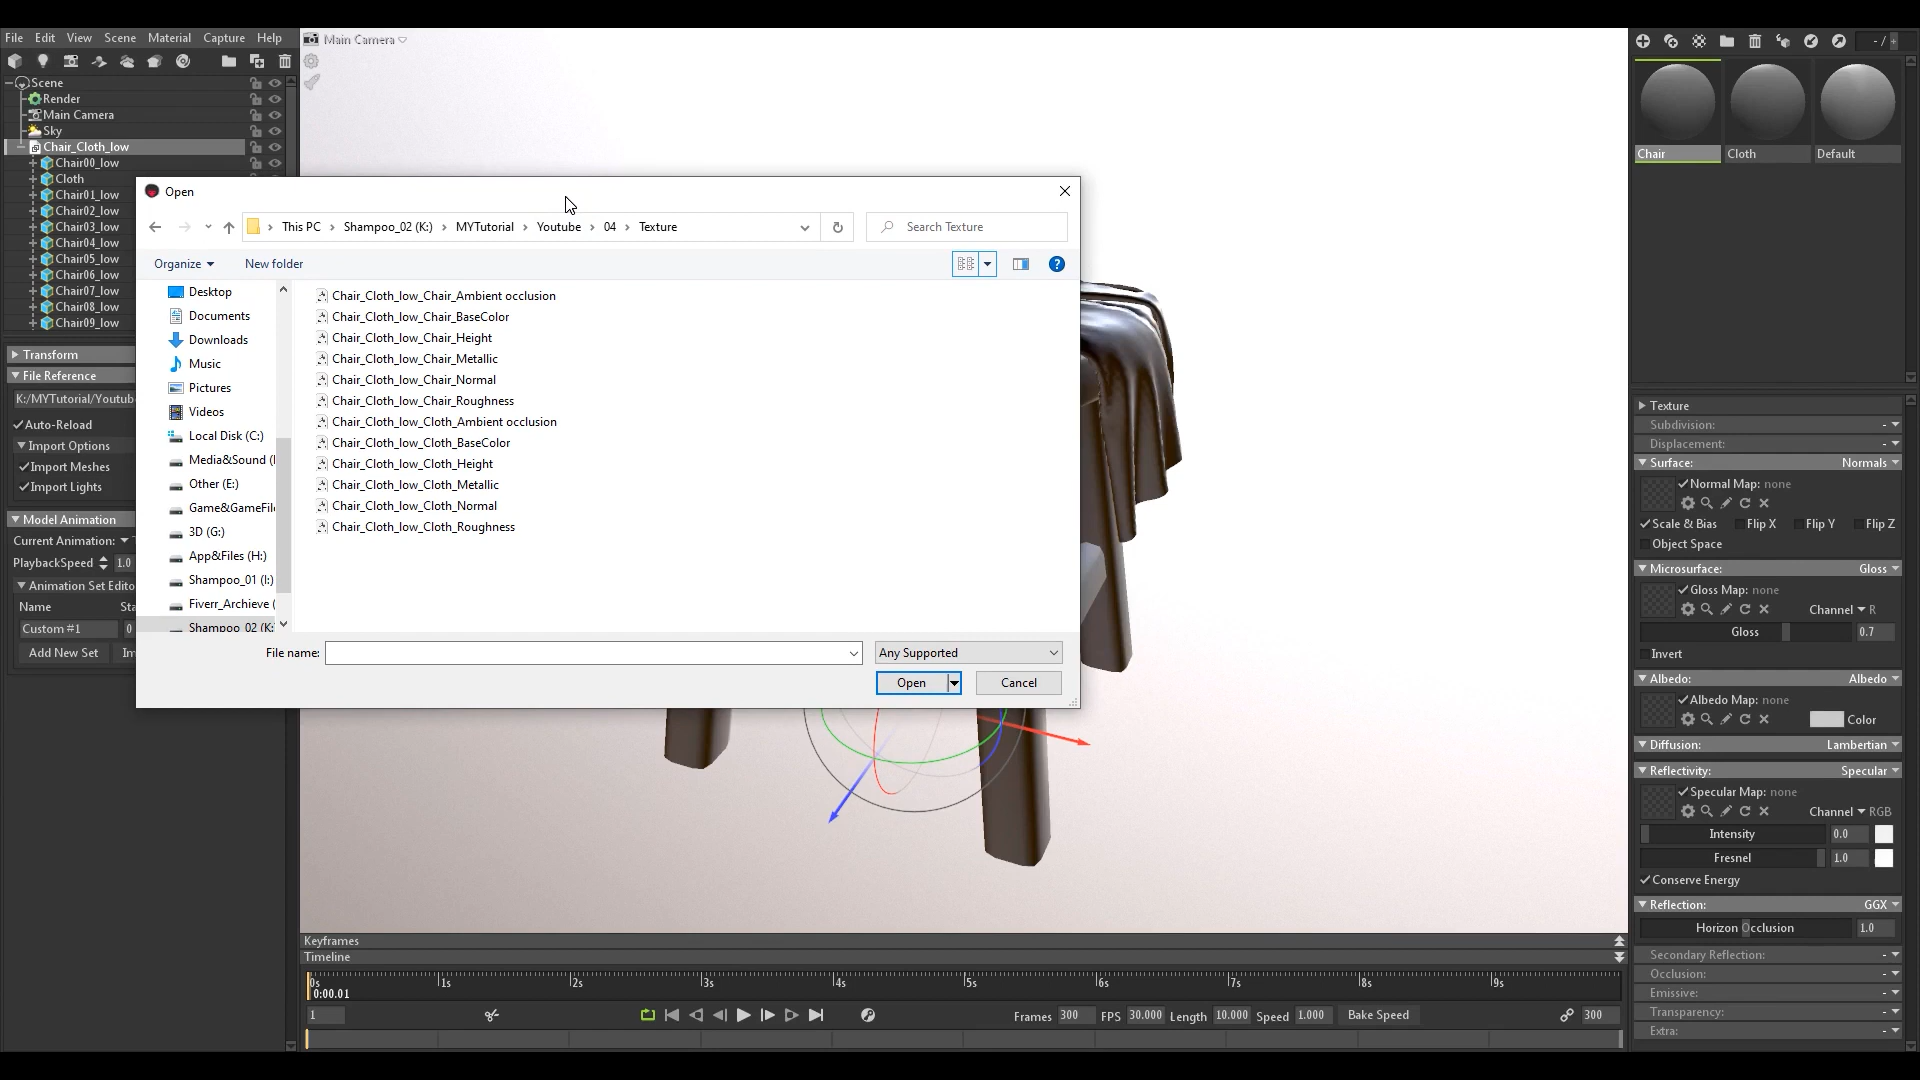 File Edit View Scene Material Capture Help
Main Camera
- / +
Scene
Render
Main Camera
Sky
Chair_Cloth_low
Chair00_low
Cloth
Chair01_low
Chair02_low
Chair03_low
Chair04_low
Chair05_low
Chair06_low
Chair07_low
Chair08_low
Chair09_low
Transform
File Reference
K:/MYTutorial/Youtub
Auto-Reload
Import Options
Import Meshes
Import Lights
Model Animation
Current Animation:
PlaybackSpeed 1.0
Animation Set Edito
Name Sta
Custom #1 0
Add New Set Im
Open
This PC Shampoo_02 (K:) MYTutorial Youtube 04 Texture
Search Texture
Organize New folder
Desktop
Documents
Downloads
Music
Pictures
Videos
Local Disk (C:)
Media&Sound (
Other (E:)
Game&GameFil
3D (G:)
App&Files (H:)
Shampoo_01 (I:)
Fiverr_Archieve (
Shampoo_02 (K:
Chair_Cloth_low_Chair_Ambient occlusion
Chair_Cloth_low_Chair_BaseColor
Chair_Cloth_low_Chair_Height
Chair_Cloth_low_Chair_Metallic
Chair_Cloth_low_Chair_Normal
Chair_Cloth_low_Chair_Roughness
Chair_Cloth_low_Cloth_Ambient occlusion
Chair_Cloth_low_Cloth_BaseColor
Chair_Cloth_low_Cloth_Height
Chair_Cloth_low_Cloth_Metallic
Chair_Cloth_low_Cloth_Normal
Chair_Cloth_low_Cloth_Roughness
File name: Any Supported
Open Cancel
Chair Cloth Default
Texture
Subdivision: -
Displacement: -
Surface: Normals
Normal Map: none
Scale & Bias Flip X Flip Y Flip Z
Object Space
Microsurface: Gloss
Gloss Map: none
Channel R
Gloss 0.7
Invert
Albedo: Albedo
Albedo Map: none
Color
Diffusion: Lambertian
Reflectivity: Specular
Specular Map: none
Channel RGB
Intensity 0.0
Fresnel 1.0
Conserve Energy
Reflection: GGX
Horizon Occlusion 1.0
Secondary Reflection: -
Occlusion: -
Emissive: -
Transparency: -
Extra: -
Keyframes
Timeline
0s 1s 2s 3s 4s 5s 6s 7s 8s 9s
0:00.01
1 Frames 300 FPS 30.000 Length 10.000 Speed 1.000 Bake Speed 300